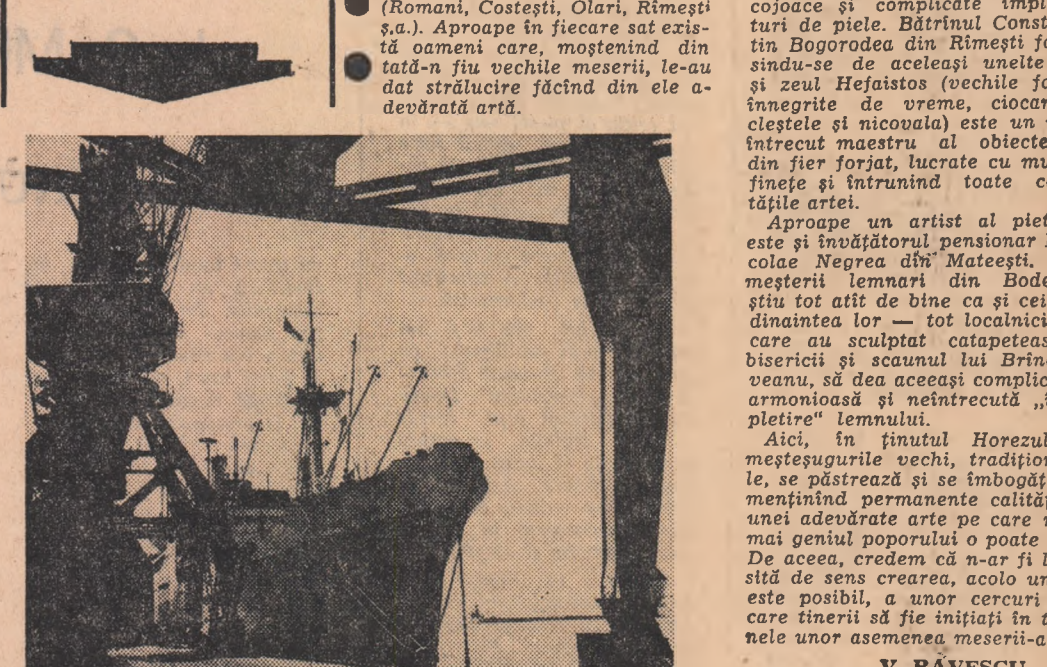 (Romani, Costești, Olari, Rîmești
ș.a.). Aproape în fiecare sat exis-
tă oameni care, moștenind din
tată-n fiu vechile meserii, le-au
dat strălucire făcînd din ele a-
devărată artă.
cojoace și complicate împl
turi de piele. Bătrînul Const
tin Bogorodea din Rîmești fo
sindu-se de aceleași unelte
și zeul Hefaistos (vechile fo
înnegrite de vreme, ciocan
cleștele și nicovala) este un
întrecut maestru al obiecte
din fier forjat, lucrate cu mu
finețe și întrunind toate c
tățile artei.
Aproape un artist al piet
este și învățătorul pensionar
colae Negrea din Mateești.
meșterii lemnari din Bode
știu tot atît de bine ca și cei
dinaintea lor — tot localnici
care au sculptat catapeteas
bisericii și scaunul lui Brîn
veanu, să dea aceeași complic
armonioasă și neîntrecută „î
pletire“ lemnului.
Aici, în ținutul Horezul
meșteșugurile vechi, tradițion
le, se păstrează și se îmbogăț
menținînd permanente calităț
unei adevărate arte pe care n
mai geniul poporului o poate
De aceea, credem că n-ar fi l
sită de sens crearea, acolo un
este posibil, a unor cercuri
care tinerii să fie inițiați în t
nele unor asemenea meserii-a
V. RĂVESCU